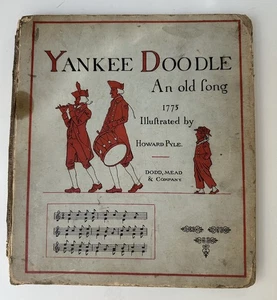 YANKEE DOODLE
An old song
1775
Illustrated by
HOWARD PYLE.
DODD, MEAD
& COMPANY